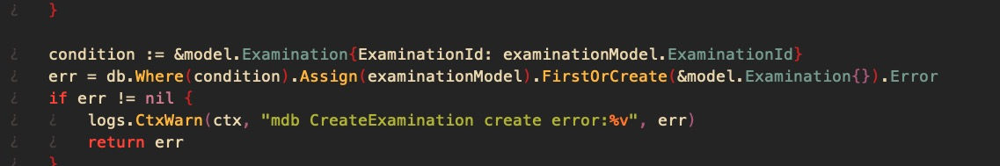 ¿ }
¿ condition := &model.Examination{ExaminationId: examinationModel.ExaminationId}
¿ err = db.Where(condition).Assign(examinationModel).FirstOrCreate(&model.Examination{}).Error
¿ if err != nil {
¿ ¿ logs.CtxWarn(ctx, "mdb CreateExamination create error:%v", err)
¿ ¿ return err
¿ }